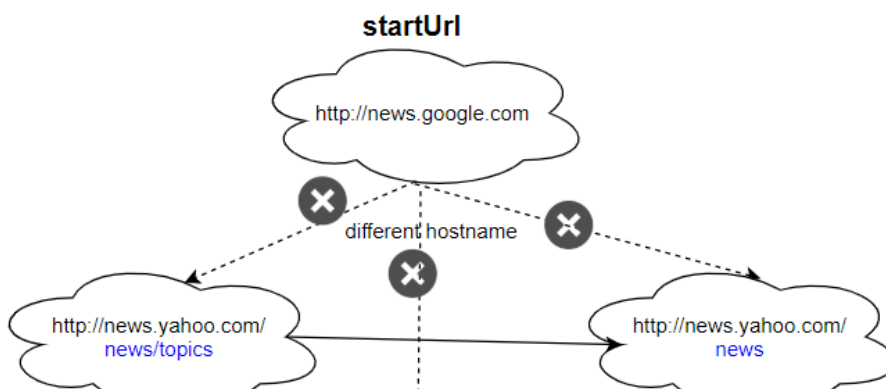 startUrl
http://news.google.com
different hostname
http://news.yahoo.com/
news/topics
http://news.yahoo.com/
news